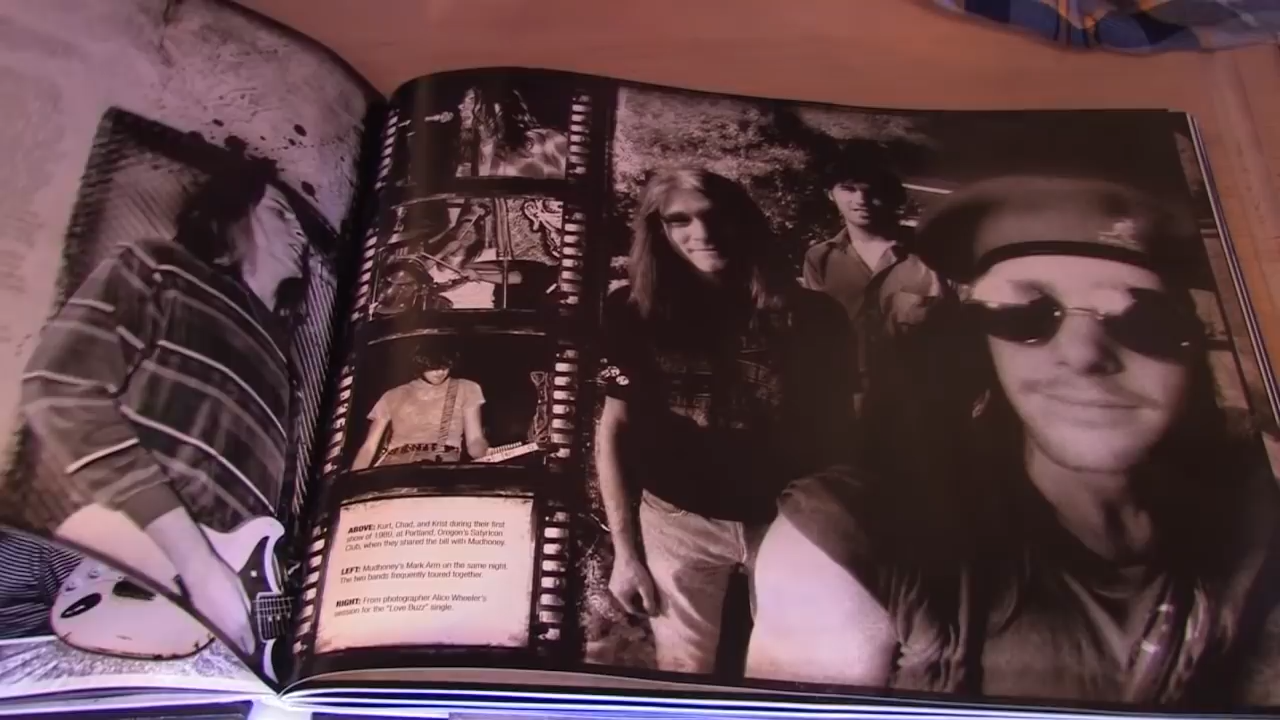 ABOVE: Kurt, Chad, and Krist during their first
show of 1989, at Portland, Oregon's Satyricon
Club, when they shared the bill with Mudhoney.
LEFT: Mudhoney's Mark Arm on the same night.
The two bands frequently toured together.
RIGHT: From photographer Alice Wheeler's
session for the "Love Buzz" single.